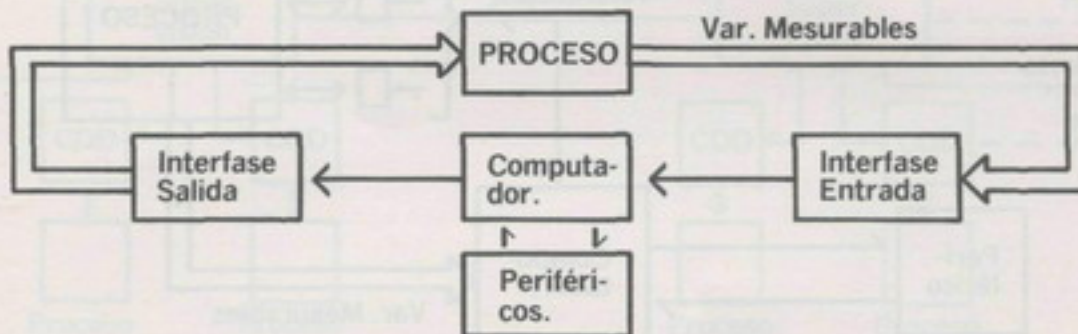 Var. Mesurables
PROCESO
Interfase
Salida
Computa-
dor.
Interfase
Entrada
Periféri-
cos.